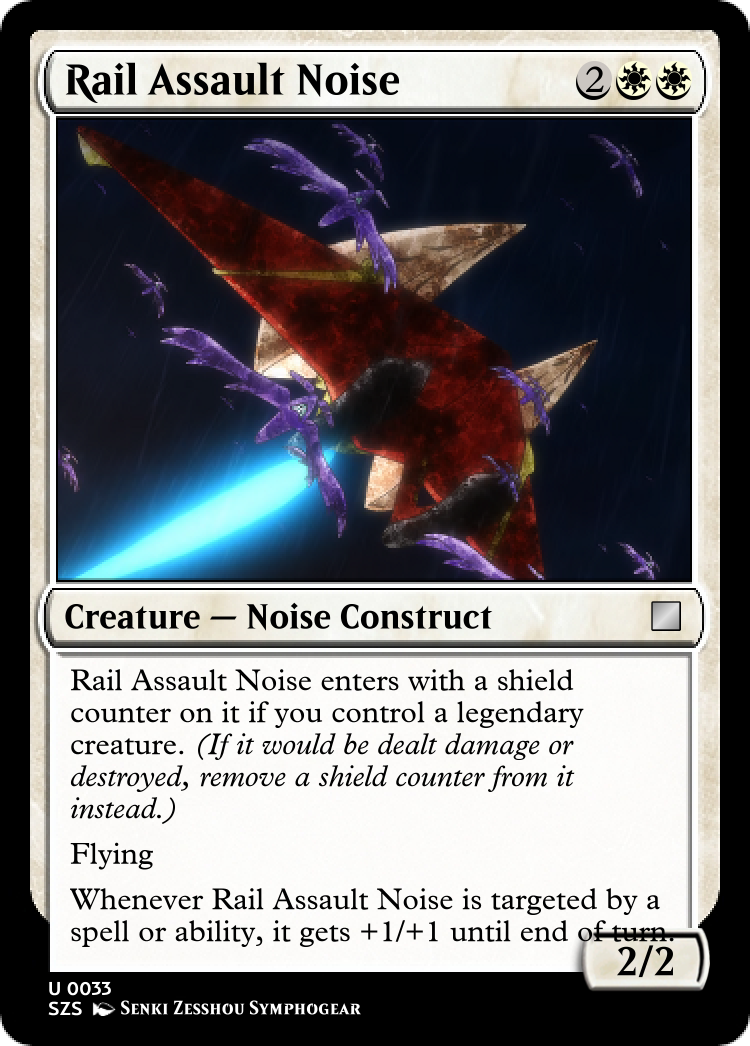 Rail Assault Noise
2
Creature — Noise Construct
Rail Assault Noise enters with a shield
counter on it if you control a legendary
creature. (If it would be dealt damage or
destroyed, remove a shield counter from it
instead.)
Flying
Whenever Rail Assault Noise is targeted by a
spell or ability, it gets +1/+1 until end of turn.
2/2
U 0033
SZS Senki Zesshou Symphogear